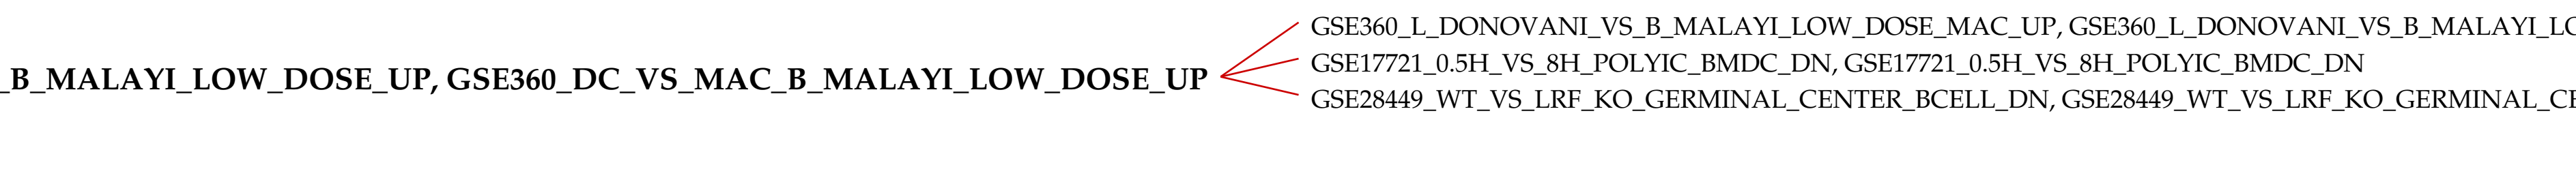 _B_MALAYI_LOW_DOSE_UP, GSE360_DC_VS_MAC_B_MALAYI_LOW_DOSE_UP
GSE360_L_DONOVANI_VS_B_MALAYI_LOW_DOSE_MAC_UP, GSE360_L_DONOVANI_VS_B_MALAYI_LO
GSE17721_0.5H_VS_8H_POLYIC_BMDC_DN, GSE17721_0.5H_VS_8H_POLYIC_BMDC_DN
GSE28449_WT_VS_LRF_KO_GERMINAL_CENTER_BCELL_DN, GSE28449_WT_VS_LRF_KO_GERMINAL_CE